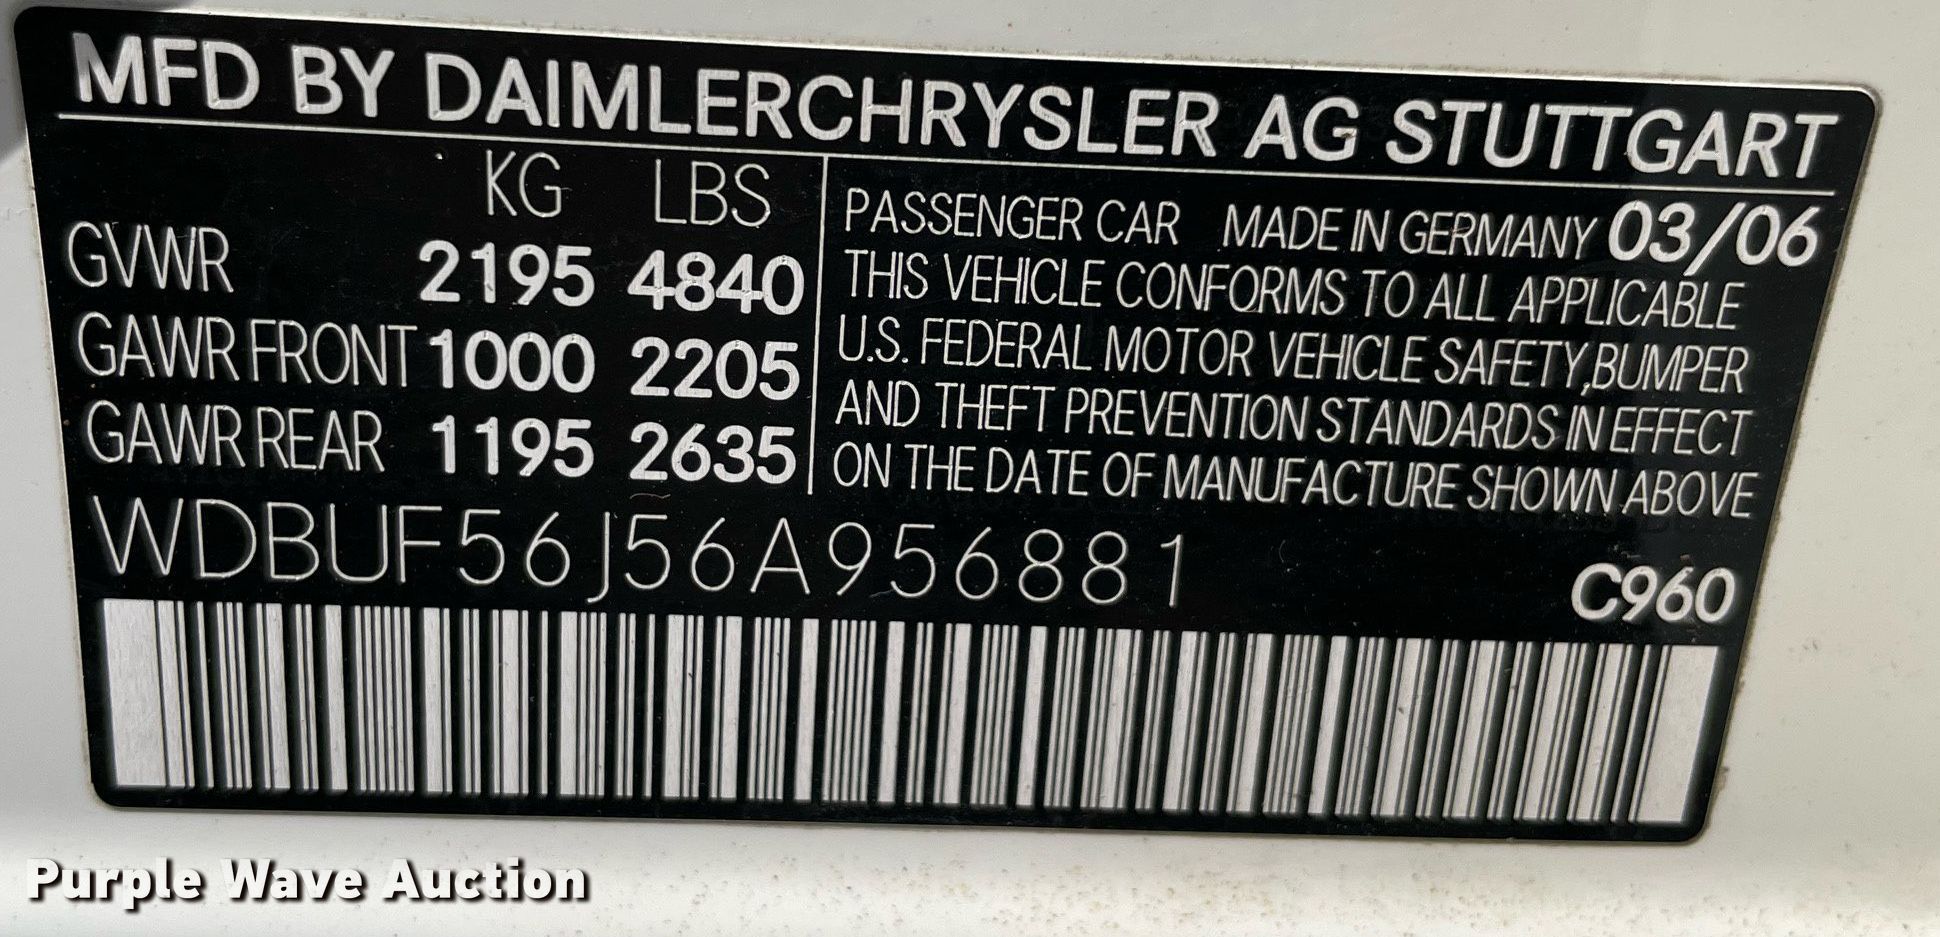 MFD BY DAIMLERCHRYSLER AG STUTTGART
KG LBS
GVWR 2195 4840
GAWR FRONT 1000 2205
GAWR REAR 1195 2635
PASSENGER CAR MADE IN GERMANY 03/06
THIS VEHICLE CONFORMS TO ALL APPLICABLE
U.S. FEDERAL MOTOR VEHICLE SAFETY,BUMPER
AND THEFT PREVENTION STANDARDS IN EFFECT
ON THE DATE OF MANUFACTURE SHOWN ABOVE
WDBUF56J56A956881
C960
Purple Wave Auction